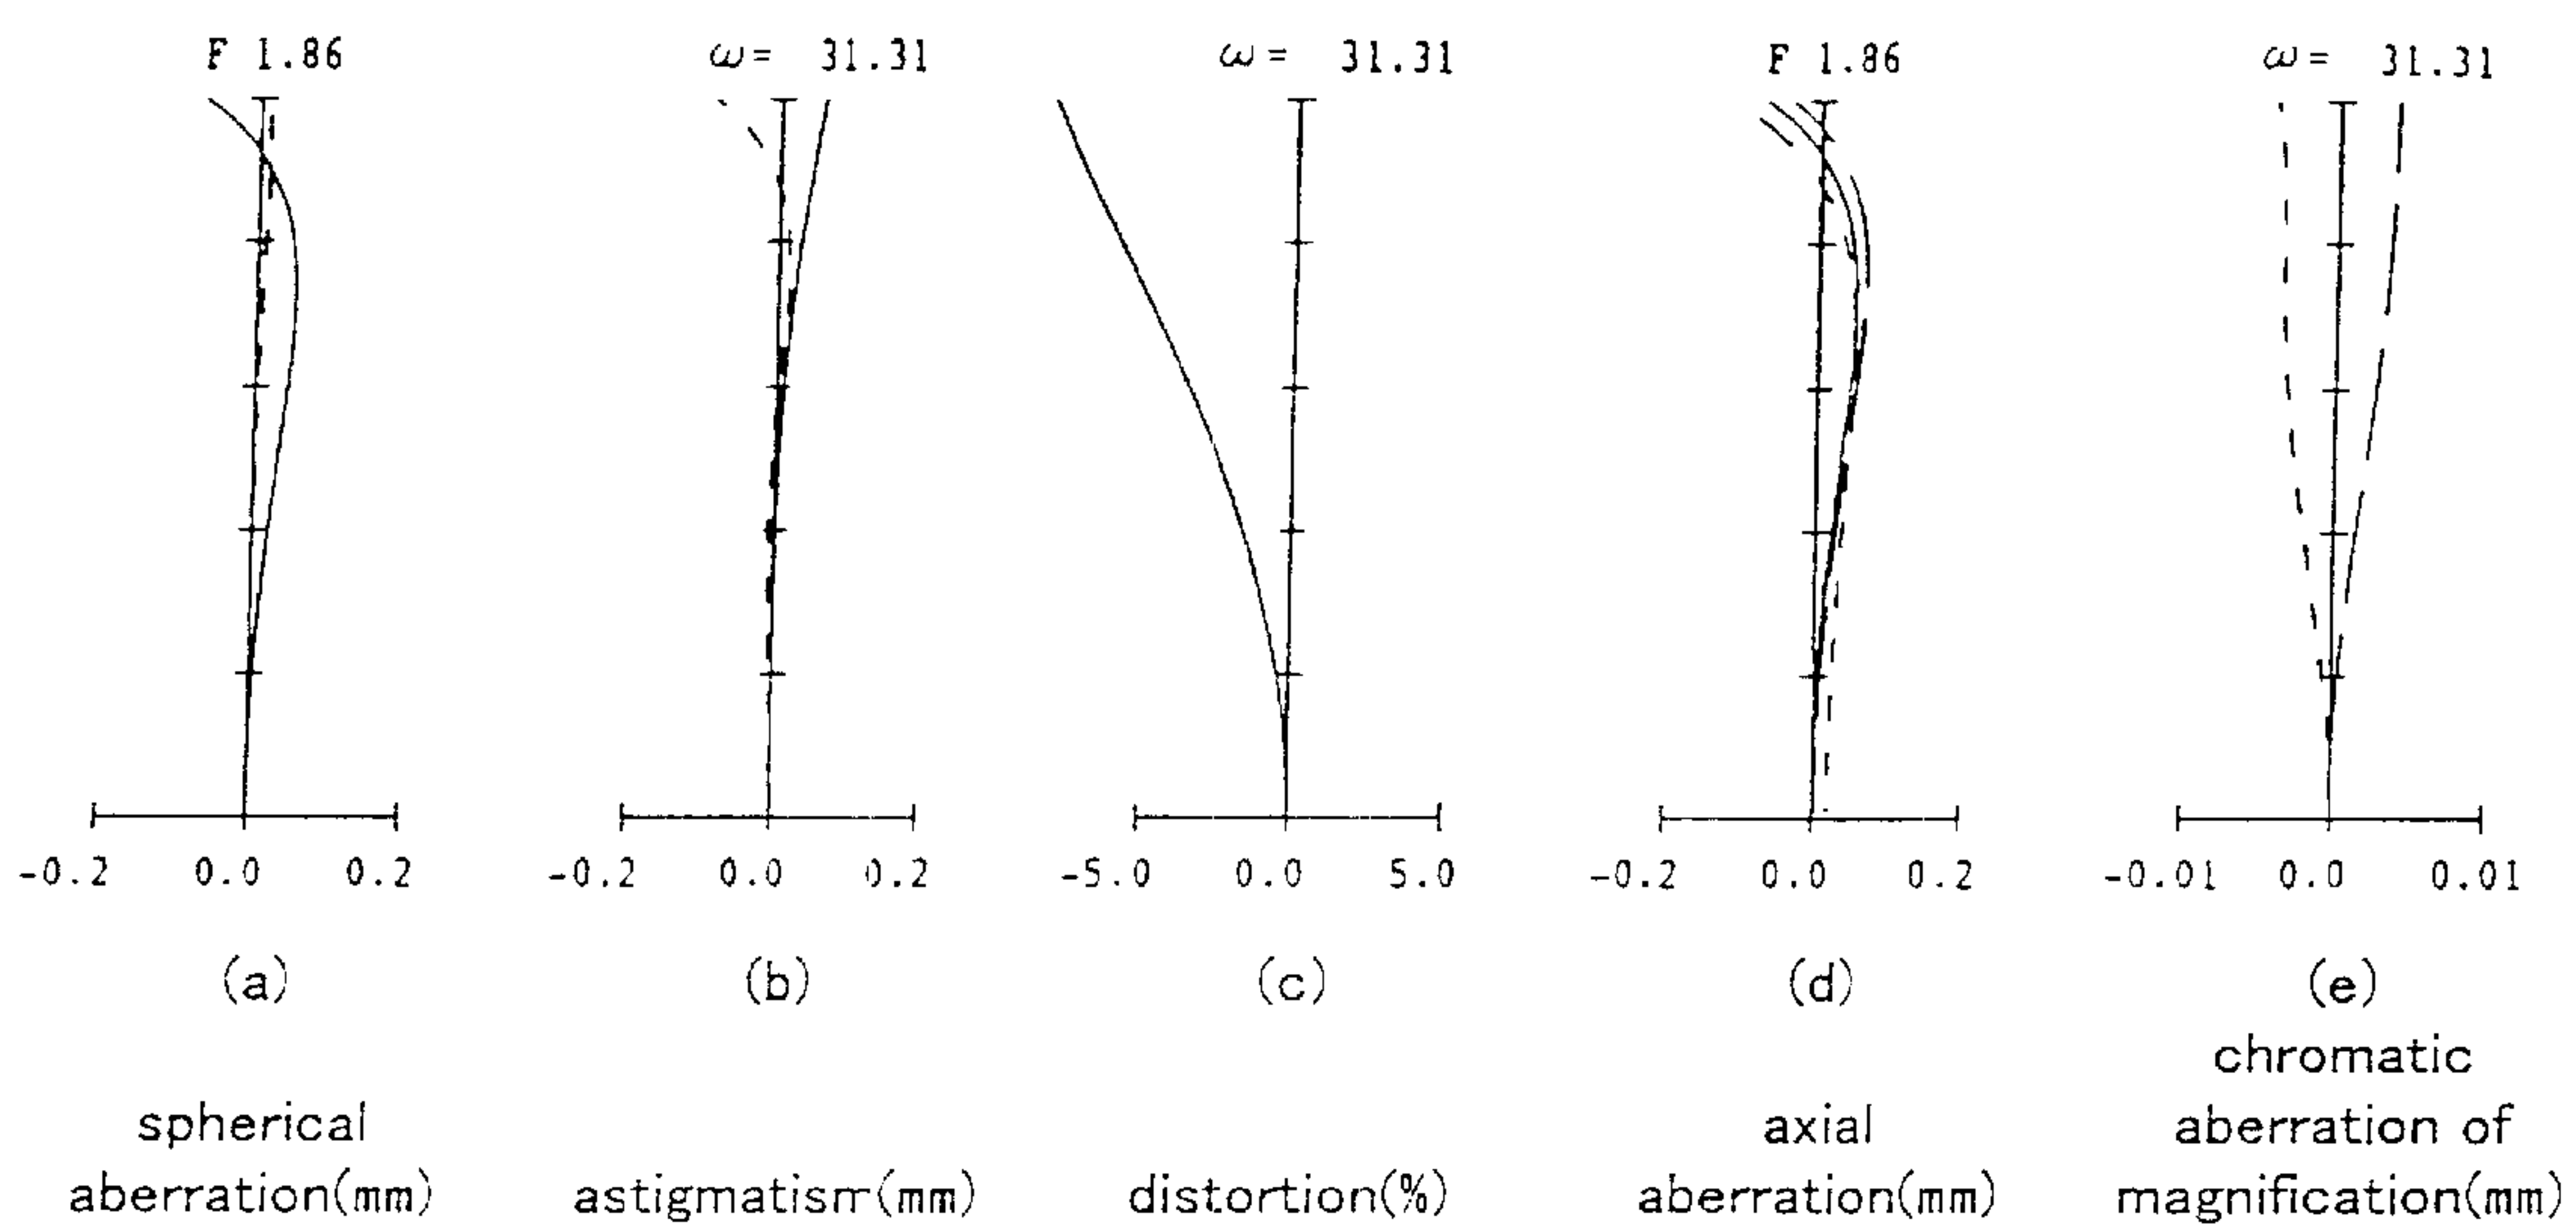 F 1.86
ω= 31.31
ω= 31.31
F 1.86
ω= 31.31
-0.2 0.0 0.2
-0.2 0.0 0.2
-5.0 0.0 5.0
-0.2 0.0 0.2
-0.01 0.0 0.01
(a)
(b)
(c)
(d)
(e)
spherical
aberration(mm)
astigmatism(mm)
distortion(%)
axial
aberration(mm)
chromatic
aberration of
magnification(mm)